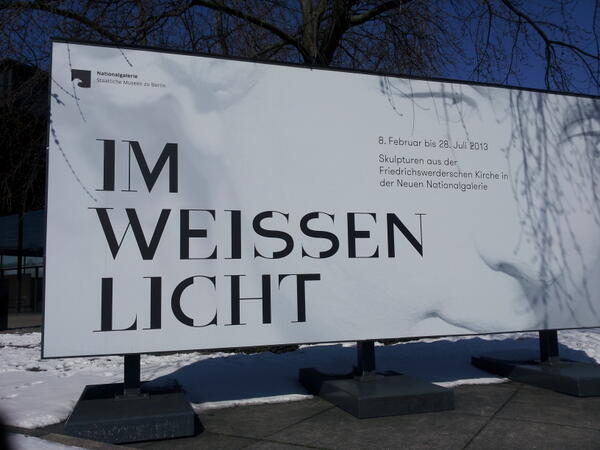 Nationalgalerie
Staatliche Museen zu Berlin
8. Februar bis 28. Juli 2013
Skulpturen aus der
Friedrichswerderschen Kirche in
der Neuen Nationalgalerie
IM
WEISSEN
LICHT